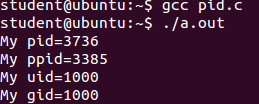 student@ubuntu:~$ gcc pid.c
student@ubuntu:~$ ./a.out
My pid=3736
My ppid=3385
My uid=1000
My gid=1000